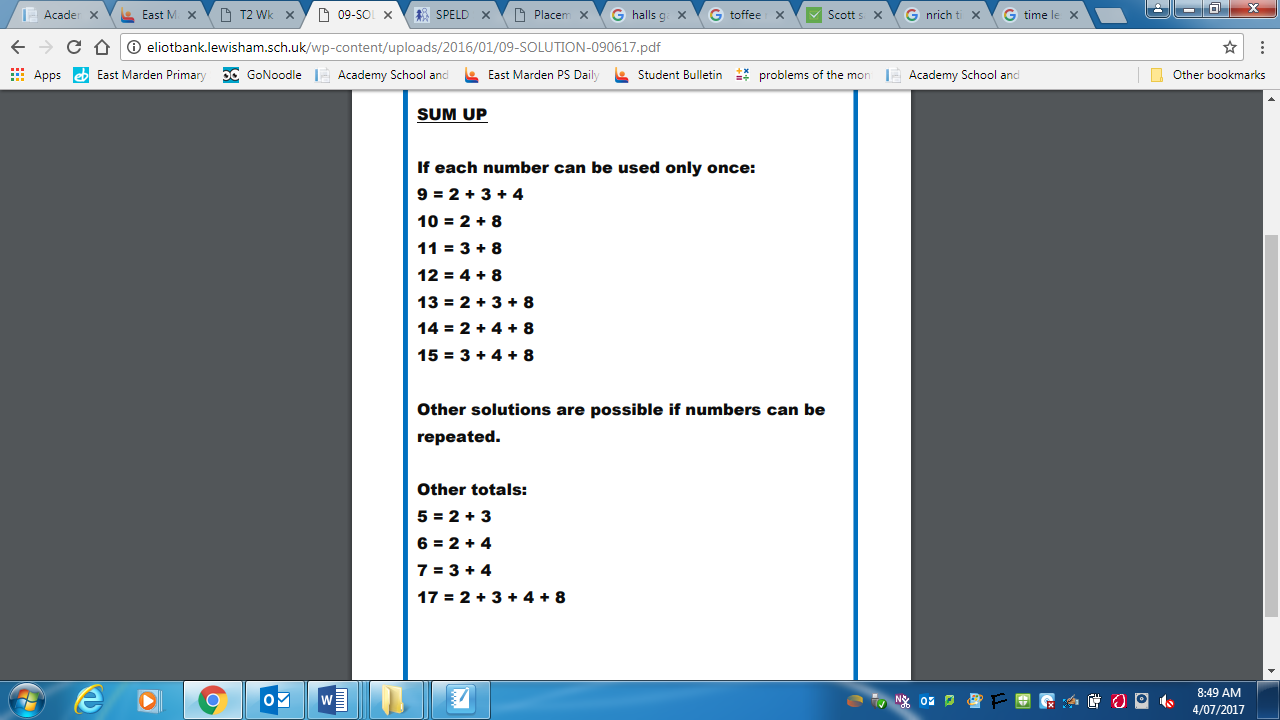 Acader
East M
T2 Wk
09-SOL
SPELD
Placem
halls ga
toffee
Scott s
nrich ti
time le
eliotbank.lewisham.sch.uk/wp-content/uploads/2016/01/09-SOLUTION-090617.pdf
Apps
East Marden Primary
GoNoodle
Academy School and
East Marden PS Daily
Student Bulletin
problems of the mon
Academy School and
Other bookmarks
SUM UP
If each number can be used only once:
9 = 2 + 3 + 4
10 = 2 + 8
11 = 3 + 8
12 = 4 + 8
13 = 2 + 3 + 8
14 = 2 + 4 + 8
15 = 3 + 4 + 8
Other solutions are possible if numbers can be
repeated.
Other totals:
5 = 2 + 3
6 = 2 + 4
7 = 3 + 4
17 = 2 + 3 + 4 + 8
8:49 AM
4/07/2017